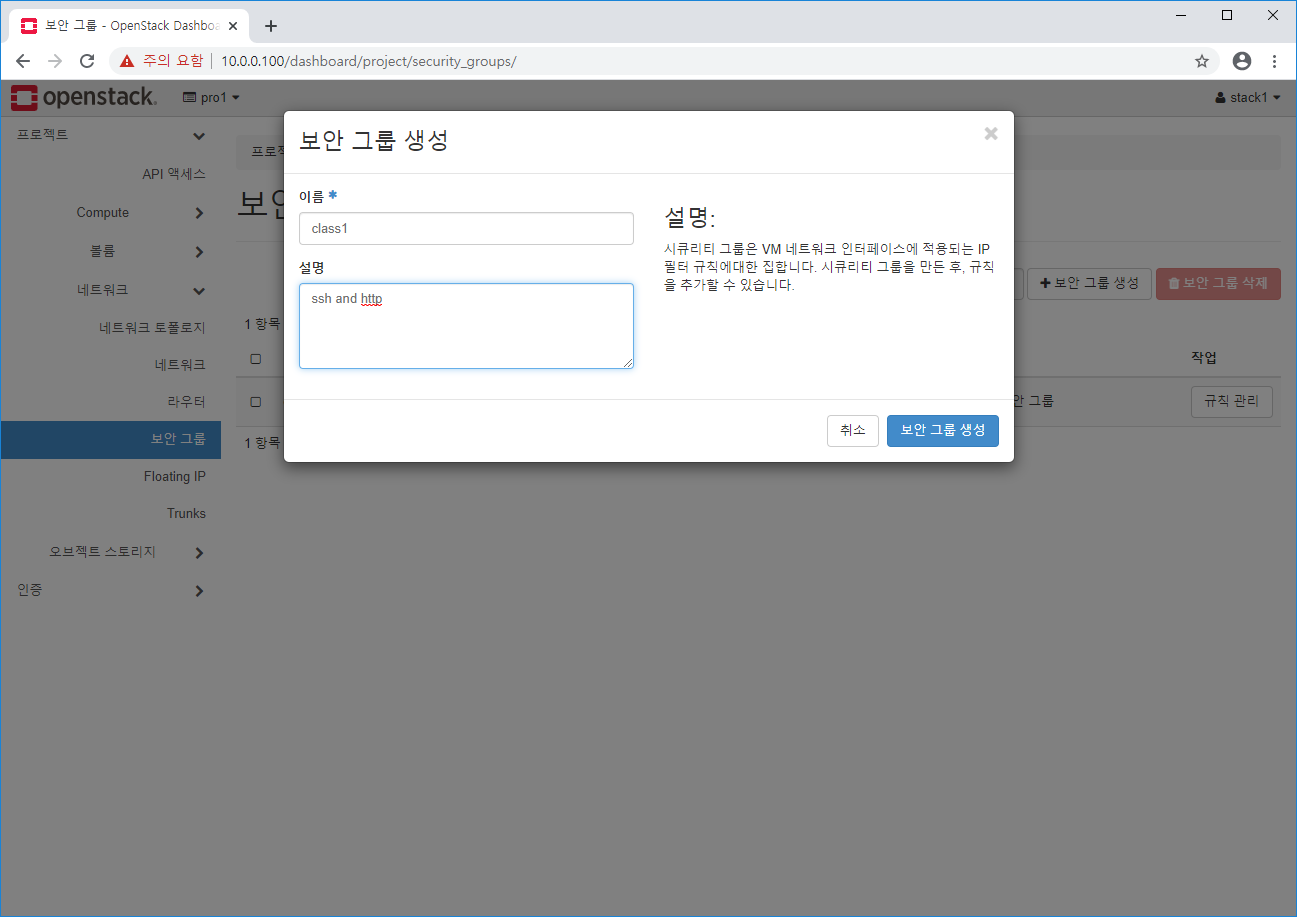 보안 그룹 - OpenStack Dashboa
주의 요함 10.0.0.100/dashboard/project/security_groups/
openstack. pro1 stack1
프로젝트
API 액세스
Compute
볼륨
네트워크
네트워크 토폴로지
네트워크
라우터
보안 그룹
Floating IP
Trunks
오브젝트 스토리지
인증
프로젝
보안
보안 그룹 생성
이름 *
class1
설명
ssh and http
설명:
시큐리티 그룹은 VM 네트워크 인터페이스에 적용되는 IP
필터 규칙에대한 집합니다. 시큐리티 그룹을 만든 후, 규칙
을 추가할 수 있습니다.
취소 보안 그룹 생성
보안 그룹 생성 보안 그룹 삭제
1 항목
작업
안 그룹 규칙 관리
1 항목